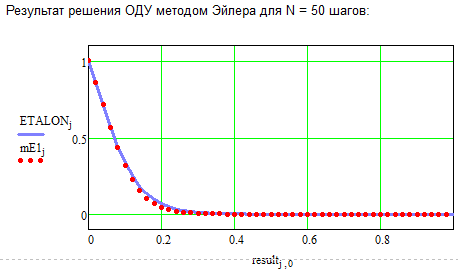 Результат решения ОДУ методом Эйлера для N = 50 шагов:
1
ETALONj
0.5
mE1j
0
0 0.2 0.4 0.6 0.8
resultj , 0